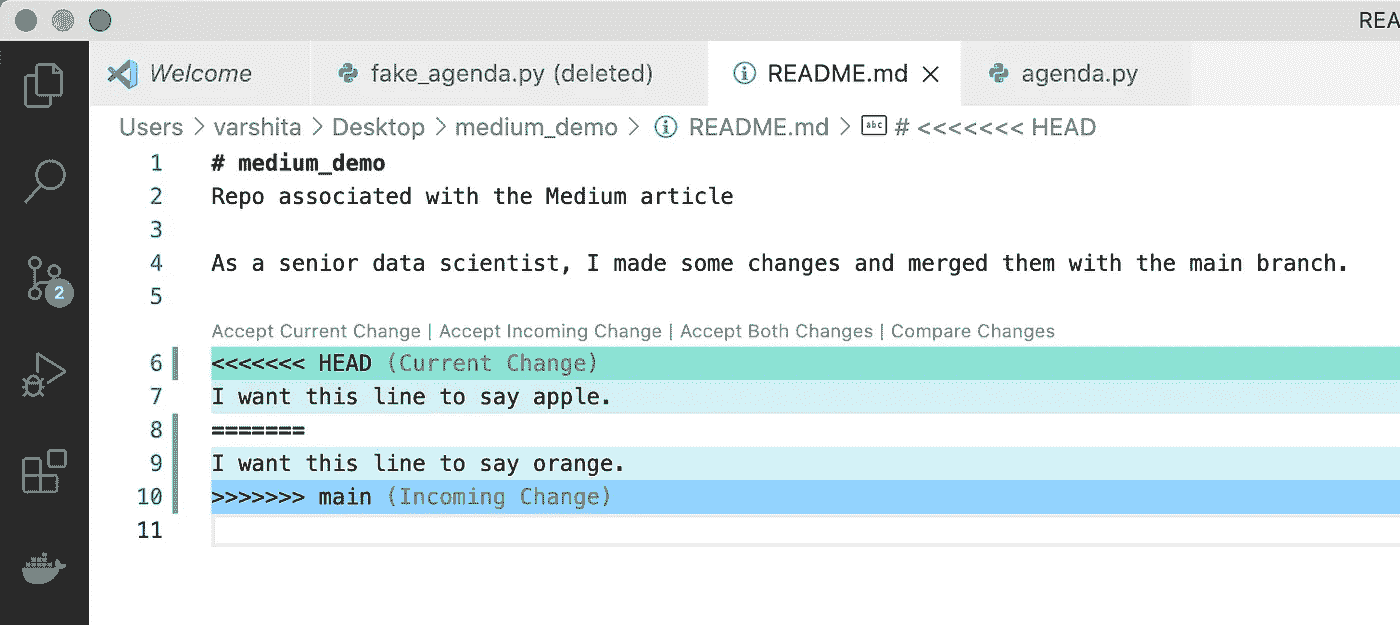 REA
Welcome
fake_agenda.py (deleted)
README.md
agenda.py
Users > varshita > Desktop > medium_demo > README.md > abc # <<<<<<< HEAD
1 # medium_demo
2 Repo associated with the Medium article
3
4 As a senior data scientist, I made some changes and merged them with the main branch.
5
Accept Current Change | Accept Incoming Change | Accept Both Changes | Compare Changes
6 <<<<<<< HEAD (Current Change)
7 I want this line to say apple.
8 =======
9 I want this line to say orange.
10 >>>>>>> main (Incoming Change)
11
2